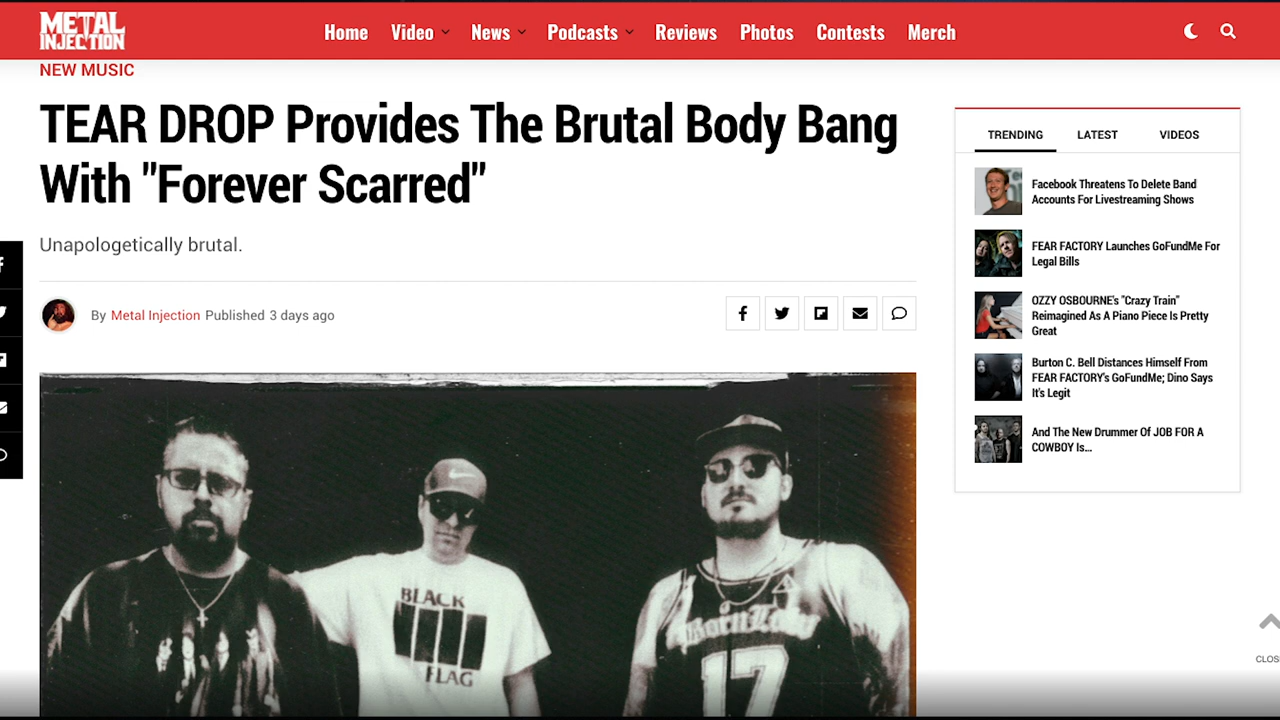 METAL
INJECTION
Home
Video
News
Podcasts
Reviews
Photos
Contests
Merch
NEW MUSIC
TEAR DROP Provides The Brutal Body Bang
With "Forever Scarred"
Unapologetically brutal.
By Metal Injection Published 3 days ago
BLACK
FLAG
17
TRENDING
LATEST
VIDEOS
Facebook Threatens To Delete Band
Accounts For Livestreaming Shows
FEAR FACTORY Launches GoFundMe For
Legal Bills
OZZY OSBOURNE's "Crazy Train"
Reimagined As A Piano Piece Is Pretty
Great
Burton C. Bell Distances Himself From
FEAR FACTORY's GoFundMe; Dino Says
It's Legit
And The New Drummer Of JOB FOR A
COWBOY Is...
CLOS